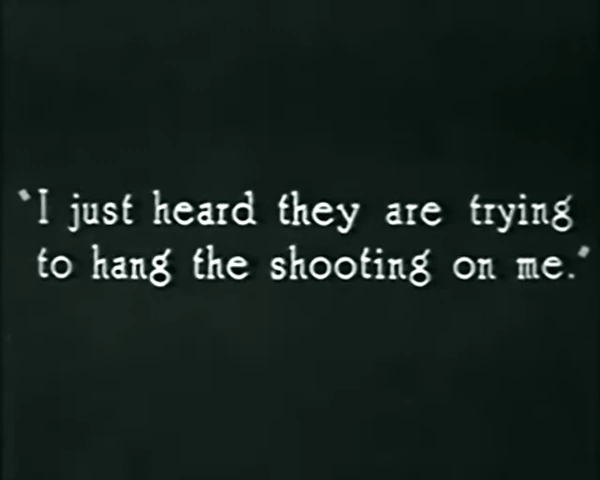 "I just heard they are trying
to hang the shooting on me."